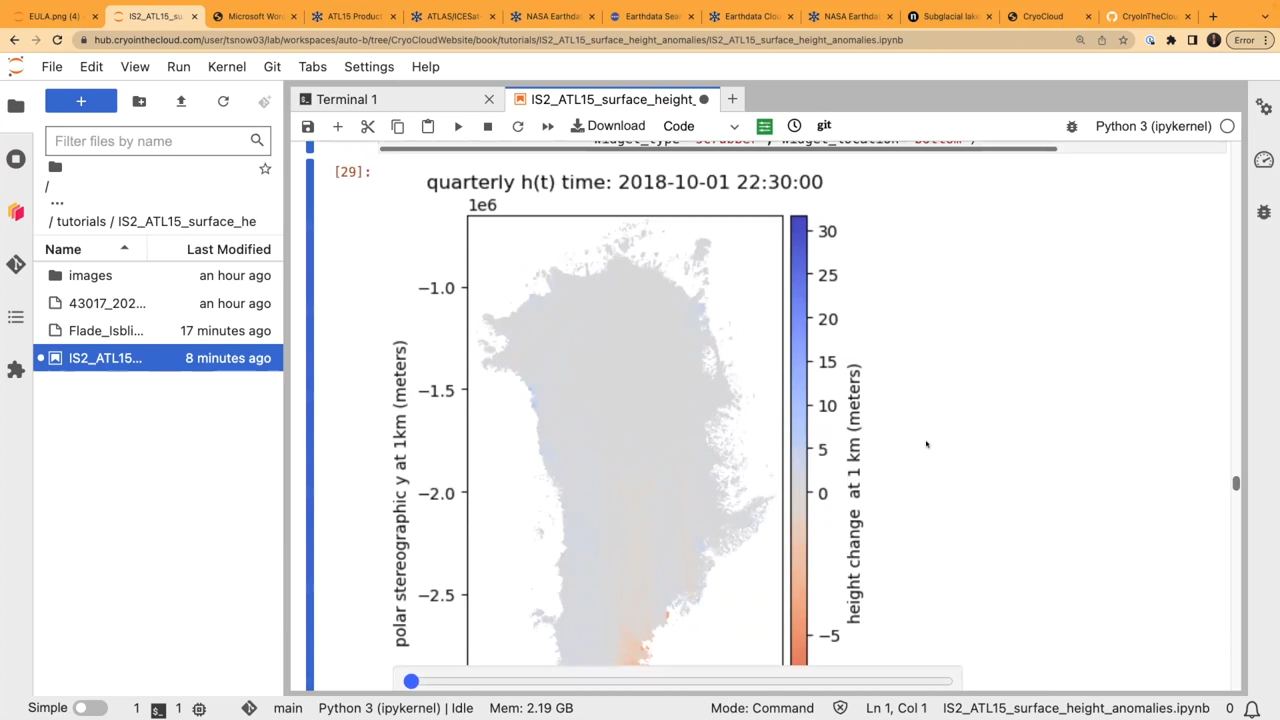 EULA.png (4)
IS2_ATL15_su
Microsoft Wor
ATL15 Product
ATLAS/ICESat-
NASA Earthda
Earthdata Sea
Earthdata Clou
NASA Earthda
Subglacial lake
CryoCloud
CryoInTheClou
hub.cryointhecloud.com/user/tsnow03/lab/workspaces/auto-b/tree/CryoCloudWebsite/book/tutorials/IS2_ATL15_surface_height_anomalies/IS2_ATL15_surface_height_anomalies.ipynb
Error
File Edit View Run Kernel Git Tabs Settings Help
Terminal 1
IS2_ATL15_surface_height_
Download
Code
git
Python 3 (ipykernel)
Filter files by name
/
...
/ tutorials / IS2_ATL15_surface_he
Name Last Modified
images an hour ago
43017_202... an hour ago
Flade_Isbli... 17 minutes ago
IS2_ATL15... 8 minutes ago
[29]:
quarterly h(t) time: 2018-10-01 22:30:00
1e6
−1.0
−1.5
−2.0
−2.5
polar stereographic y at 1km (meters)
30
25
20
15
10
5
0
−5
height change at 1 km (meters)
Simple
1
1
main
Python 3 (ipykernel) | Idle
Mem: 2.19 GB
Mode: Command
Ln 1, Col 1
IS2_ATL15_surface_height_anomalies.ipynb
0